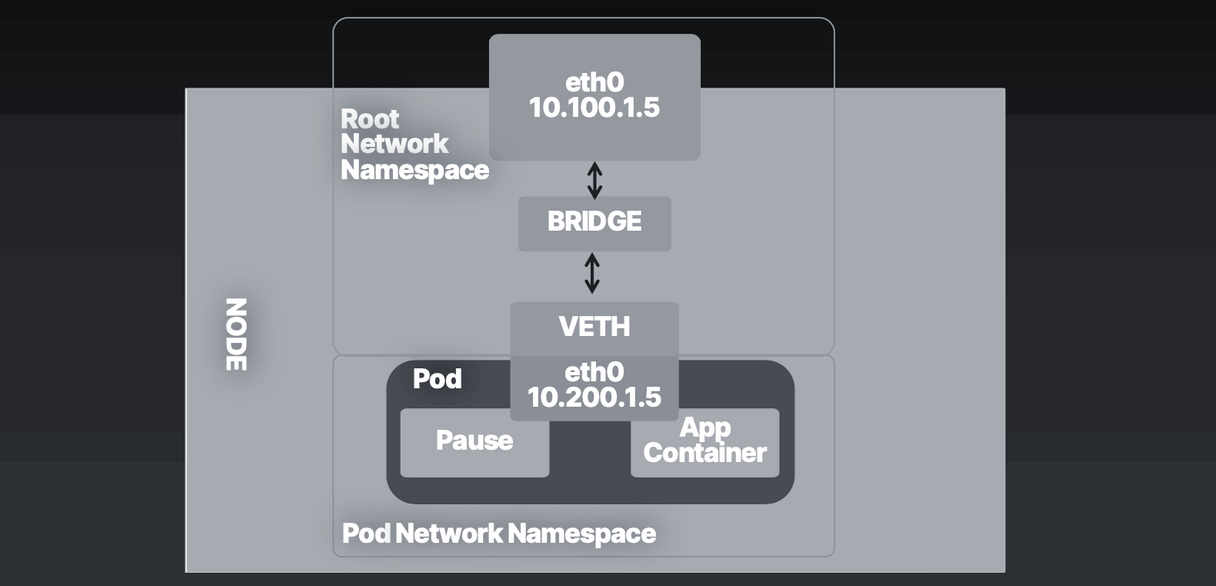 eth0
10.100.1.5
Root
Network
Namespace
BRIDGE
NODE
VETH
eth0
10.200.1.5
Pod
Pause
App
Container
Pod Network Namespace